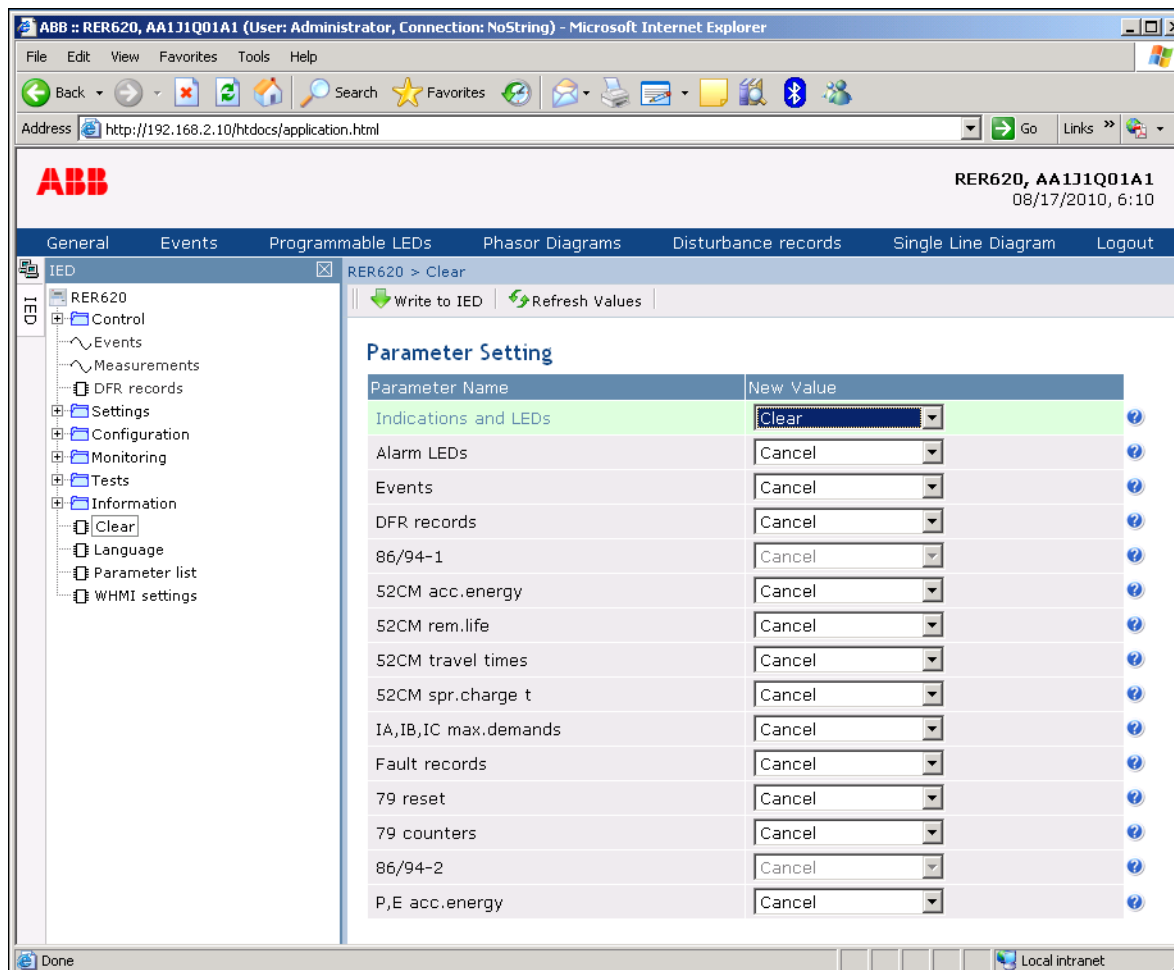 ABB :: RER620, AA1J1Q01A1 (User: Administrator, Connection: NoString) - Microsoft Internet Explorer
File Edit View Favorites Tools Help
Back Search Favorites
Address http://192.168.2.10/htdocs/application.html Go Links »
ABB
RER620, AA1J1Q01A1
08/17/2010, 6:10
General Events Programmable LEDs Phasor Diagrams Disturbance records Single Line Diagram Logout
IED
IED
RER620 > Clear
Write to IED Refresh Values
RER620
Control
Events
Measurements
DFR records
Settings
Configuration
Monitoring
Tests
Information
Clear
Language
Parameter list
WHMI settings
Parameter Setting
Parameter Name New Value
Indications and LEDs Clear
Alarm LEDs Cancel
Events Cancel
DFR records Cancel
86/94-1 Cancel
52CM acc.energy Cancel
52CM rem.life Cancel
52CM travel times Cancel
52CM spr.charge t Cancel
IA,IB,IC max.demands Cancel
Fault records Cancel
79 reset Cancel
79 counters Cancel
86/94-2 Cancel
P,E acc.energy Cancel
Done Local intranet